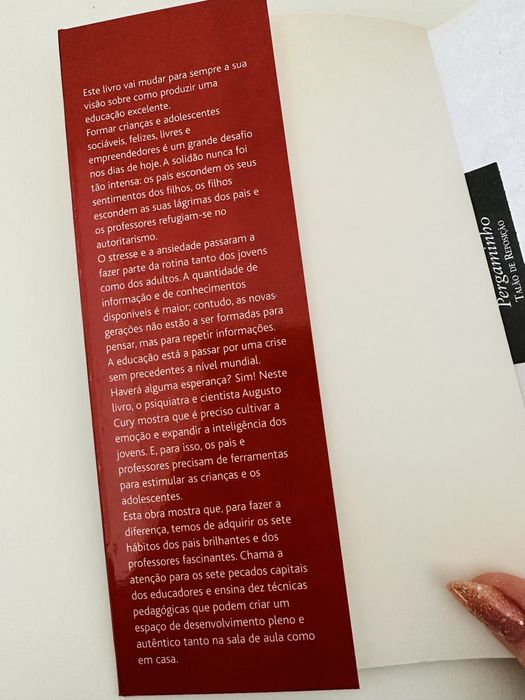 Este livro vai mudar para sempre a sua
visão sobre como produzir uma
educação excelente.
Formar crianças e adolescentes
sociáveis, felizes, livres e
empreendedores é um grande desafio
nos dias de hoje. A solidão nunca foi
tão intensa: os pais escondem os seus
sentimentos dos filhos, os filhos
escondem as suas lágrimas dos pais e
os professores refugiam-se no
autoritarismo.
O stresse e a ansiedade passaram a
fazer parte da rotina tanto dos jovens
como dos adultos. A quantidade de
informação e de conhecimentos
disponíveis é maior; contudo, as novas
gerações não estão a ser formadas para
pensar, mas para repetir informações.
A educação está a passar por uma crise
sem precedentes a nível mundial.
Haverá alguma esperança? Sim! Neste
livro, o psiquiatra e cientista Augusto
Cury mostra que é preciso cultivar a
emoção e expandir a inteligência dos
jovens. E, para isso, os pais e
professores precisam de ferramentas
para estimular as crianças e os
adolescentes.
Esta obra mostra que, para fazer a
diferença, temos de adquirir os sete
hábitos dos pais brilhantes e dos
professores fascinantes. Chama a
atenção para os sete pecados capitais
dos educadores e ensina dez técnicas
pedagógicas que podem criar um
espaço de desenvolvimento pleno e
autêntico tanto na sala de aula como
em casa.
Pergaminho
Talão de Reposição